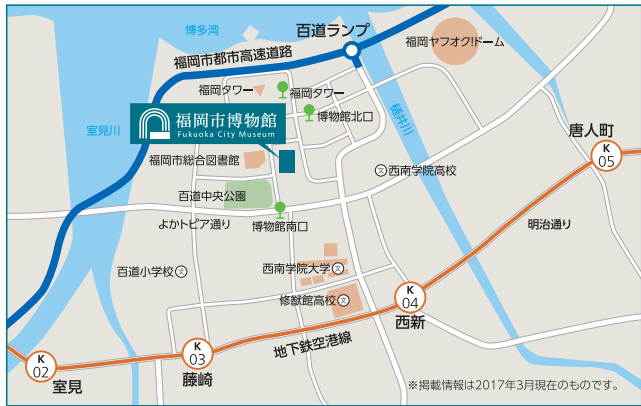 博多湾
百道ランプ
福岡市都市高速道路
福岡ヤフオク!ドーム
福岡タワー
福岡タワー
博物館北口
福岡市博物館
Fukuoka City Museum
室見川
樋井川
唐人町
K
05
福岡市総合図書館
文西南学院高校
百道中央公園
よかトピア通り
博物館南口
明治通り
百道小学校文
西南学院大学文
修猷館高校文
K
04
西新
地下鉄空港線
K
03
藤崎
K
02
室見
※掲載情報は2017年3月現在のものです。